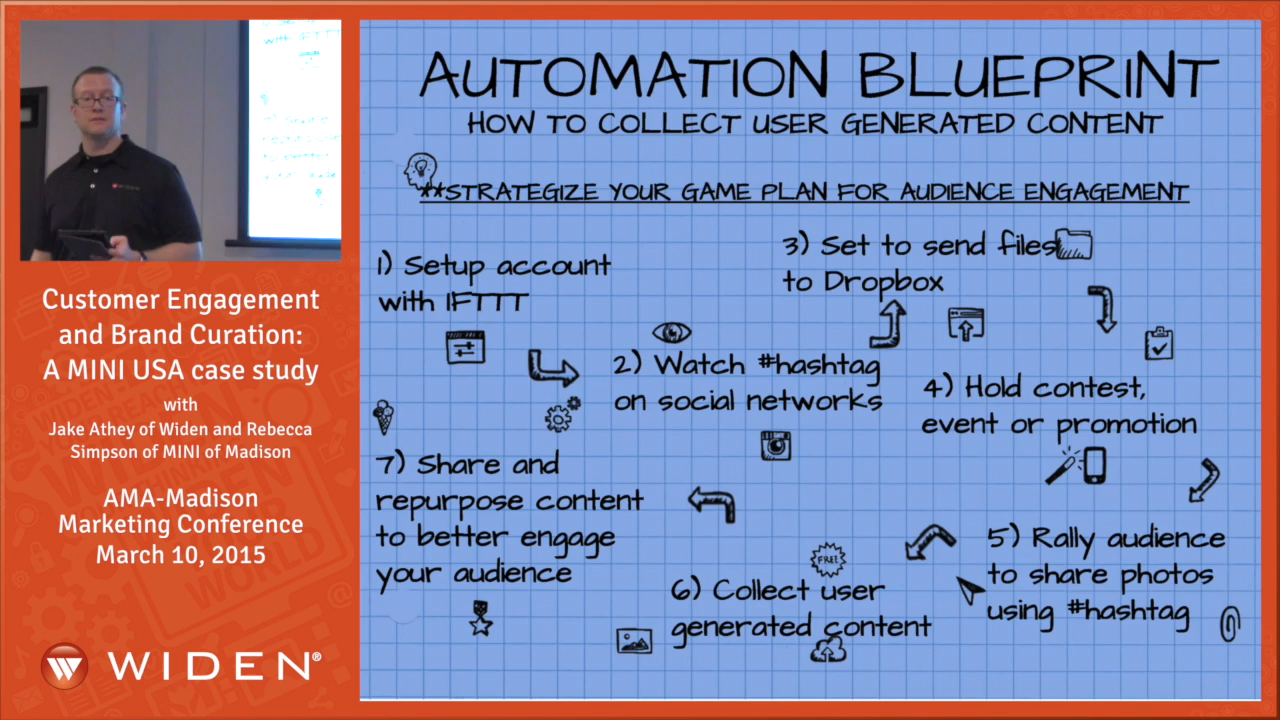 Customer Engagement
and Brand Curation:
A MINI USA case study
with
Jake Athey of Widen and Rebecca
Simpson of MINI of Madison
AMA-Madison
Marketing Conference
March 10, 2015
WIDEN®
AUTOMATION BLUEPRINT
HOW TO COLLECT USER GENERATED CONTENT
**STRATEGIZE YOUR GAME PLAN FOR AUDIENCE ENGAGEMENT
1) Setup account
with IFTTT
2) Watch #hashtag
on social networks
3) Set to send files
to Dropbox
4) Hold contest,
event or promotion
5) Rally audience
to share photos
using #hashtag
FREE
6) Collect user
generated content
7) Share and
repurpose content
to better engage
your audience